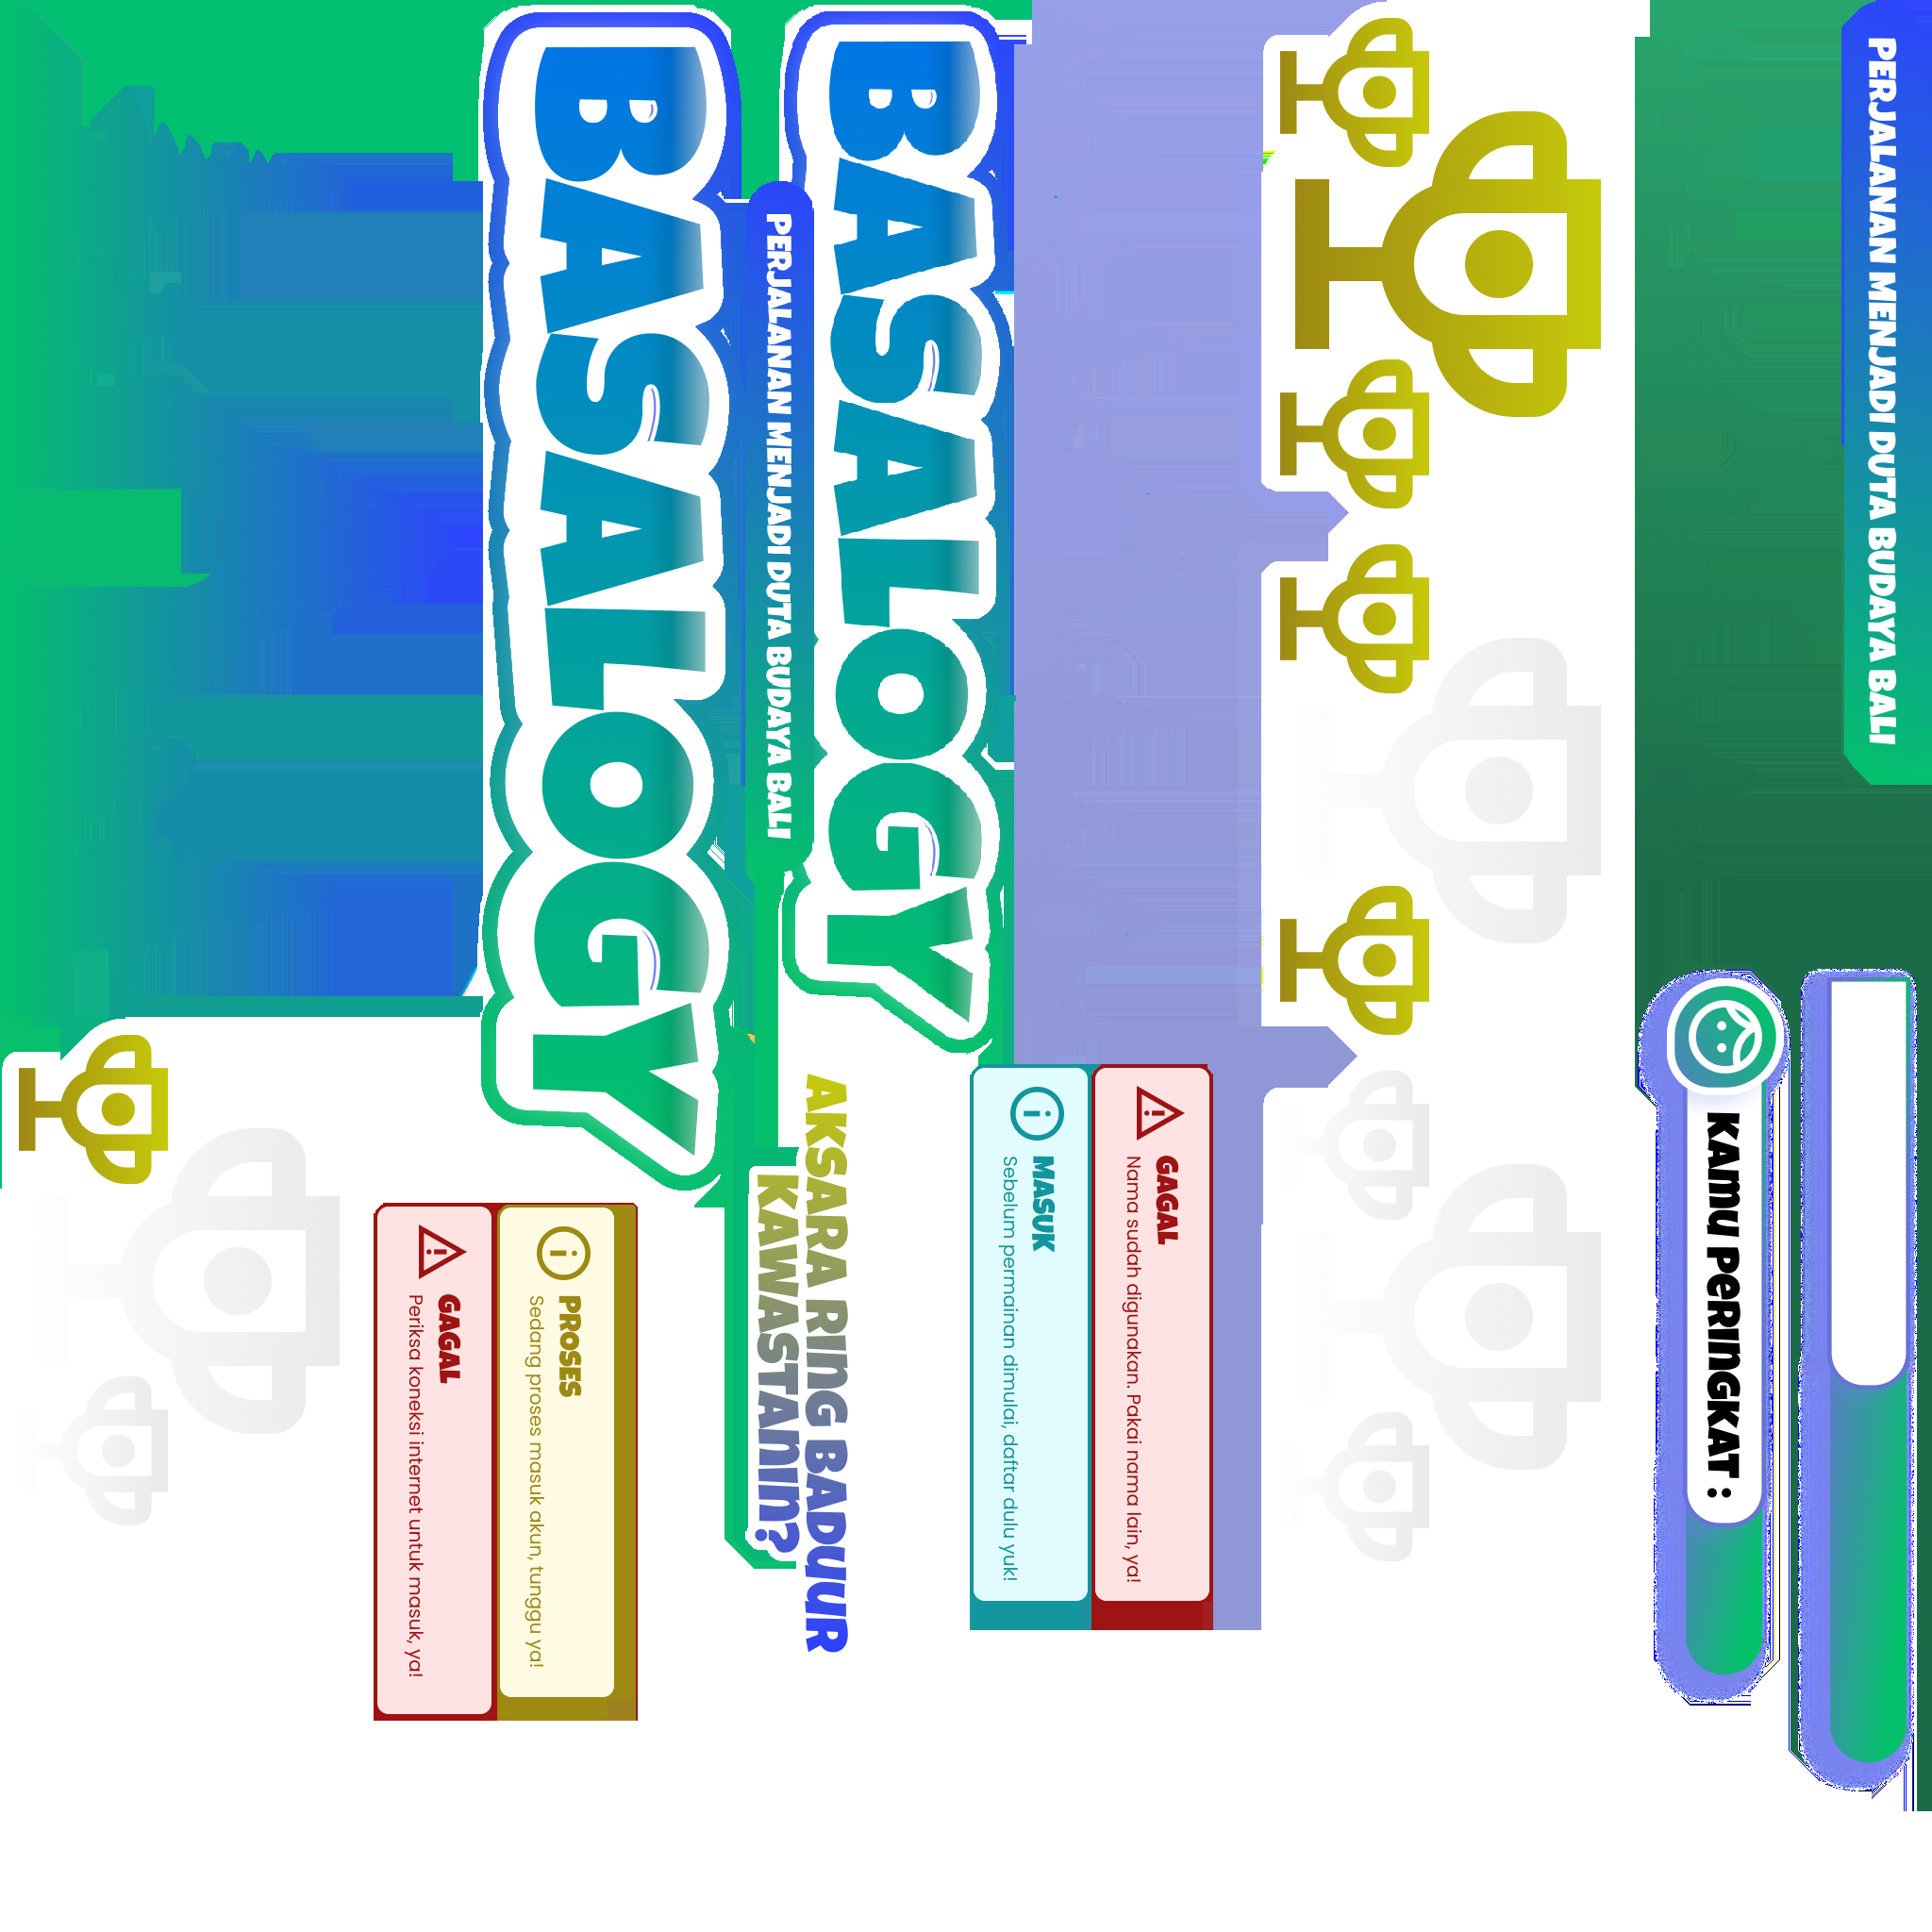 BASALOGY
PERJALANAN MENJADI DUTA BUDAYA BALI
BASALOGY
PERJALANAN MENJADI DUTA BUDAYA BALI
AKSARA RING BADUUR
KAWASTANIN?
GAGAL
Nama sudah digunakan. Pakai nama lain, ya!
MASUK
Sebelum permainan dimulai, daftar dulu yuk!
PROSES
Sedang proses masuk akun, tunggu ya!
GAGAL
Periksa koneksi internet untuk masuk, ya!
KAMU PERINGKAT :